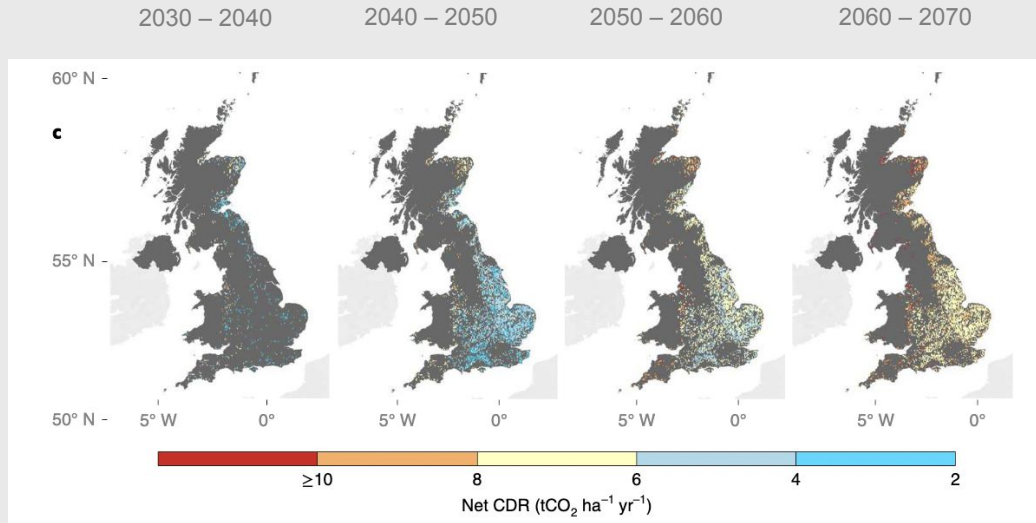 2030 – 2040 2040 – 2050 2050 – 2060 2060 – 2070
60° N
c
55° N
50° N
5° W 0° 5° W 0° 5° W 0° 5° W 0°
≥10 8 6 4 2
Net CDR (tCO₂ ha⁻¹ yr⁻¹)